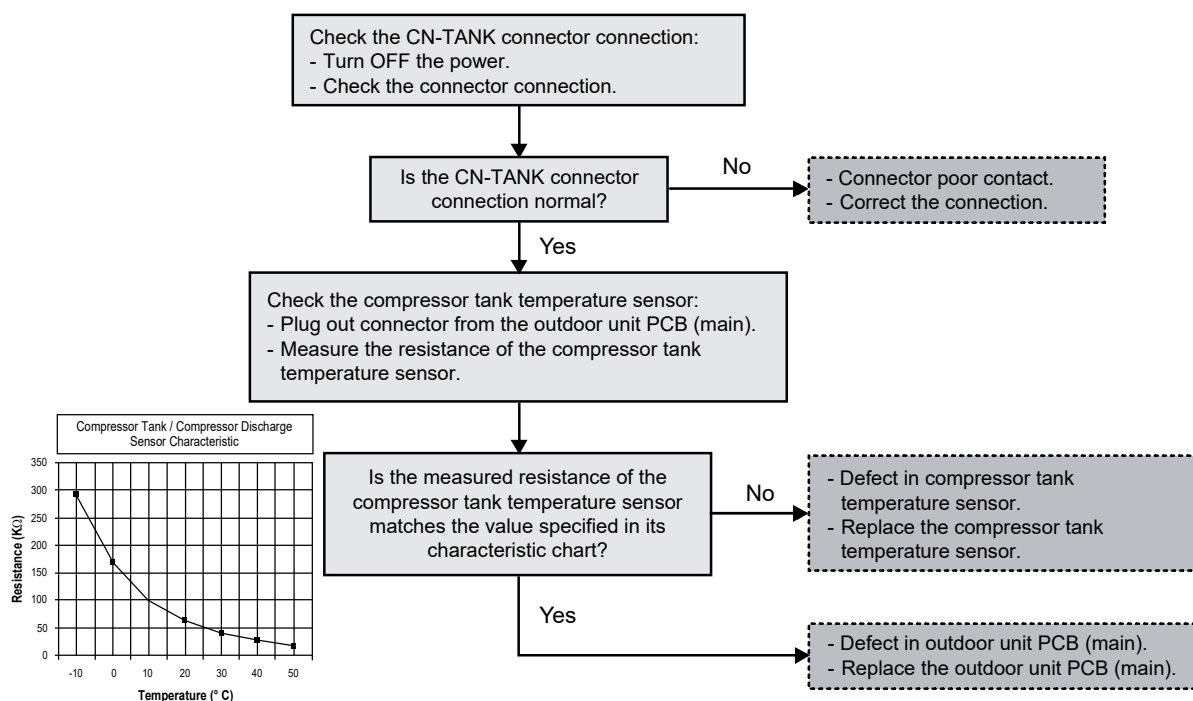 Check the CN-TANK connector connection:
- Turn OFF the power.
- Check the connector connection.
Is the CN-TANK connector
connection normal?
No
- Connector poor contact.
- Correct the connection.
Yes
Check the compressor tank temperature sensor:
- Plug out connector from the outdoor unit PCB (main).
- Measure the resistance of the compressor tank
temperature sensor.
Compressor Tank / Compressor Discharge
Sensor Characteristic
350
300
250
200
150
100
50
0
Resistance (KΩ)
-10 0 10 20 30 40 50
Temperature (° C)
Is the measured resistance of the
compressor tank temperature sensor
matches the value specified in its
characteristic chart?
No
- Defect in compressor tank
temperature sensor.
- Replace the compressor tank
temperature sensor.
Yes
- Defect in outdoor unit PCB (main).
- Replace the outdoor unit PCB (main).